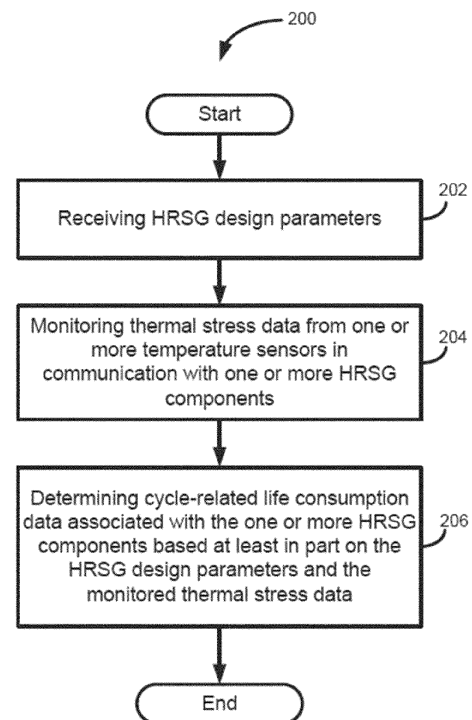 200
Start
202
Receiving HRSG design parameters
204
Monitoring thermal stress data from one or
more temperature sensors in
communication with one or more HRSG
components
206
Determining cycle-related life consumption
data associated with the one or more HRSG
components based at least in part on the
HRSG design parameters and the
monitored thermal stress data
End